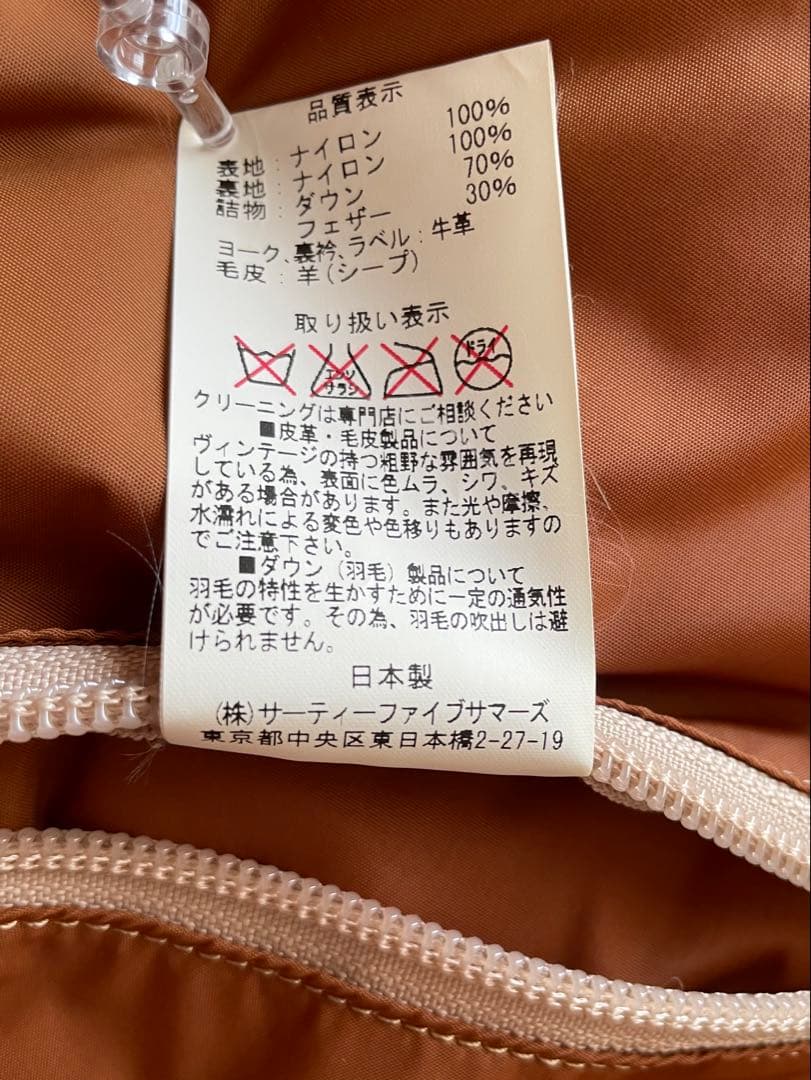 品質表示
表地:ナイロン 100%
裏地:ナイロン 100%
詰物:ダウン 70%
フェザー 30%
ヨーク、裏衿、ラベル:牛革
毛皮:羊(シープ)
取り扱い表示
エンソ サラシ ドライ
クリーニングは専門店にご相談ください
■皮革・毛皮製品について
ヴィンテージの持つ粗野な雰囲気を再現
している為、表面に色ムラ、シワ、キズ
がある場合があります。また光や摩擦、
水濡れによる変色や色移りもありますの
でご注意下さい。
■ダウン(羽毛)製品について
羽毛の特性を生かすために一定の通気性
が必要です。その為、羽毛の吹出しは避
けられません。
日本製
(株)サーティーファイブサマーズ
東京都中央区東日本橋2-27-19